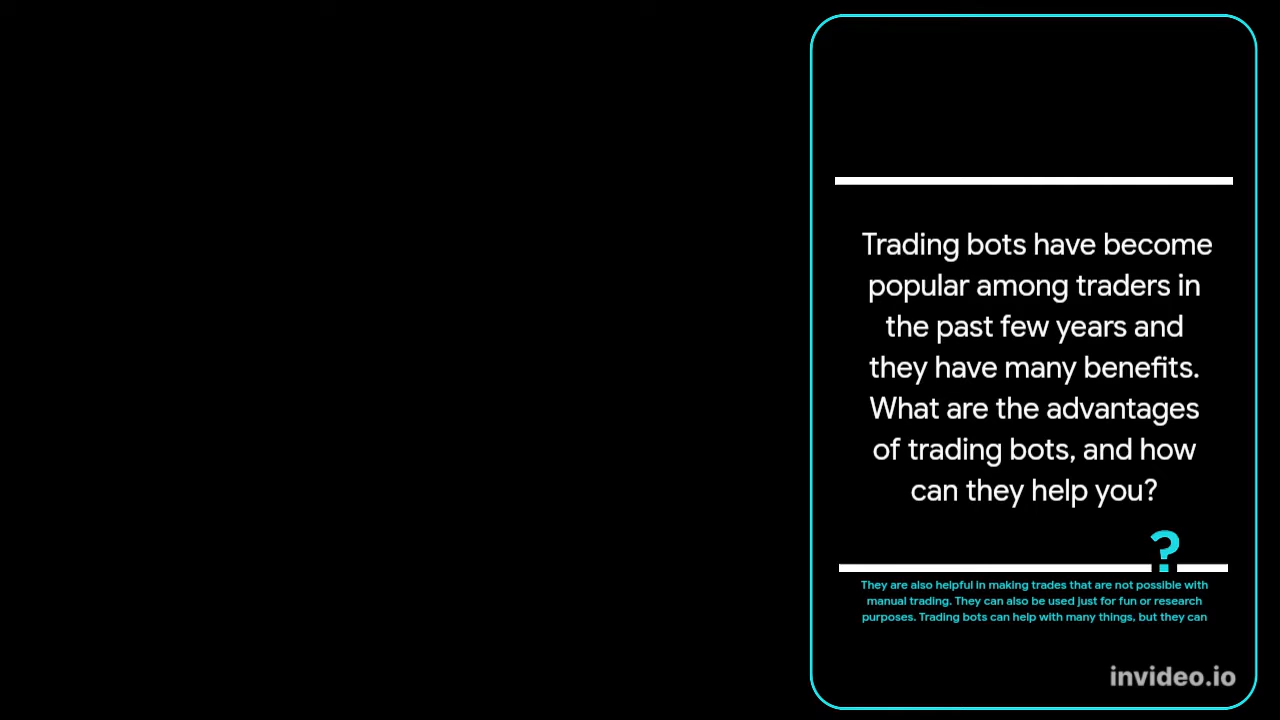 Trading bots have become
popular among traders in
the past few years and
they have many benefits.
What are the advantages
of trading bots, and how
can they help you?
?
They are also helpful in making trades that are not possible with
manual trading. They can also be used just for fun or research
purposes. Trading bots can help with many things, but they can
invideo.io